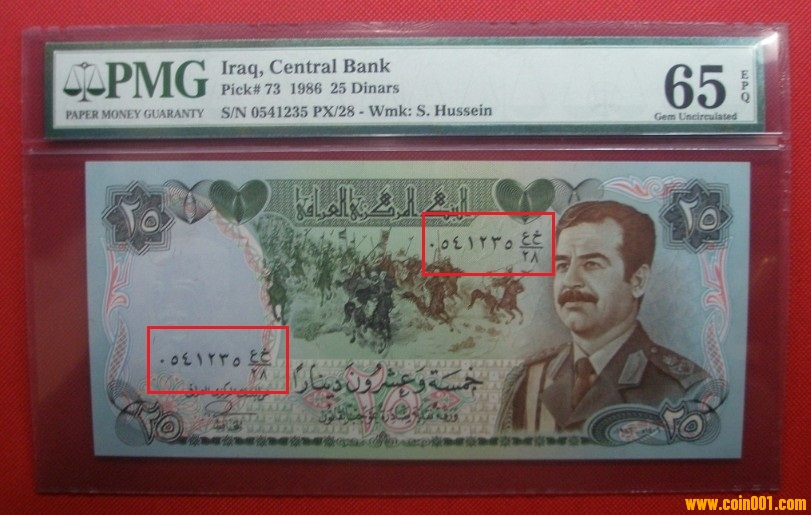 PMG
PAPER MONEY GUARANTY
Iraq, Central Bank
Pick# 73 1986 25 Dinars
S/N 0541235 PX/28 - Wmk: S. Hussein
65 EPQ
Gem Uncirculated
٢٥
البنك المركزي العراقي
٢٥
٠٥٤١٢٣٥ خ ع
٢٨
٠٥٤١٢٣٥ خ ع
٢٨
خمسة وعشرون دينارا
٢٥
٢٥
٢٥
www.coin001.com